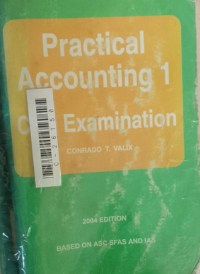 Practical
Accounting 1
Examination
CONRADO T. VALIX
2004 EDITION
BASED ON ASC SFAS AND IAS